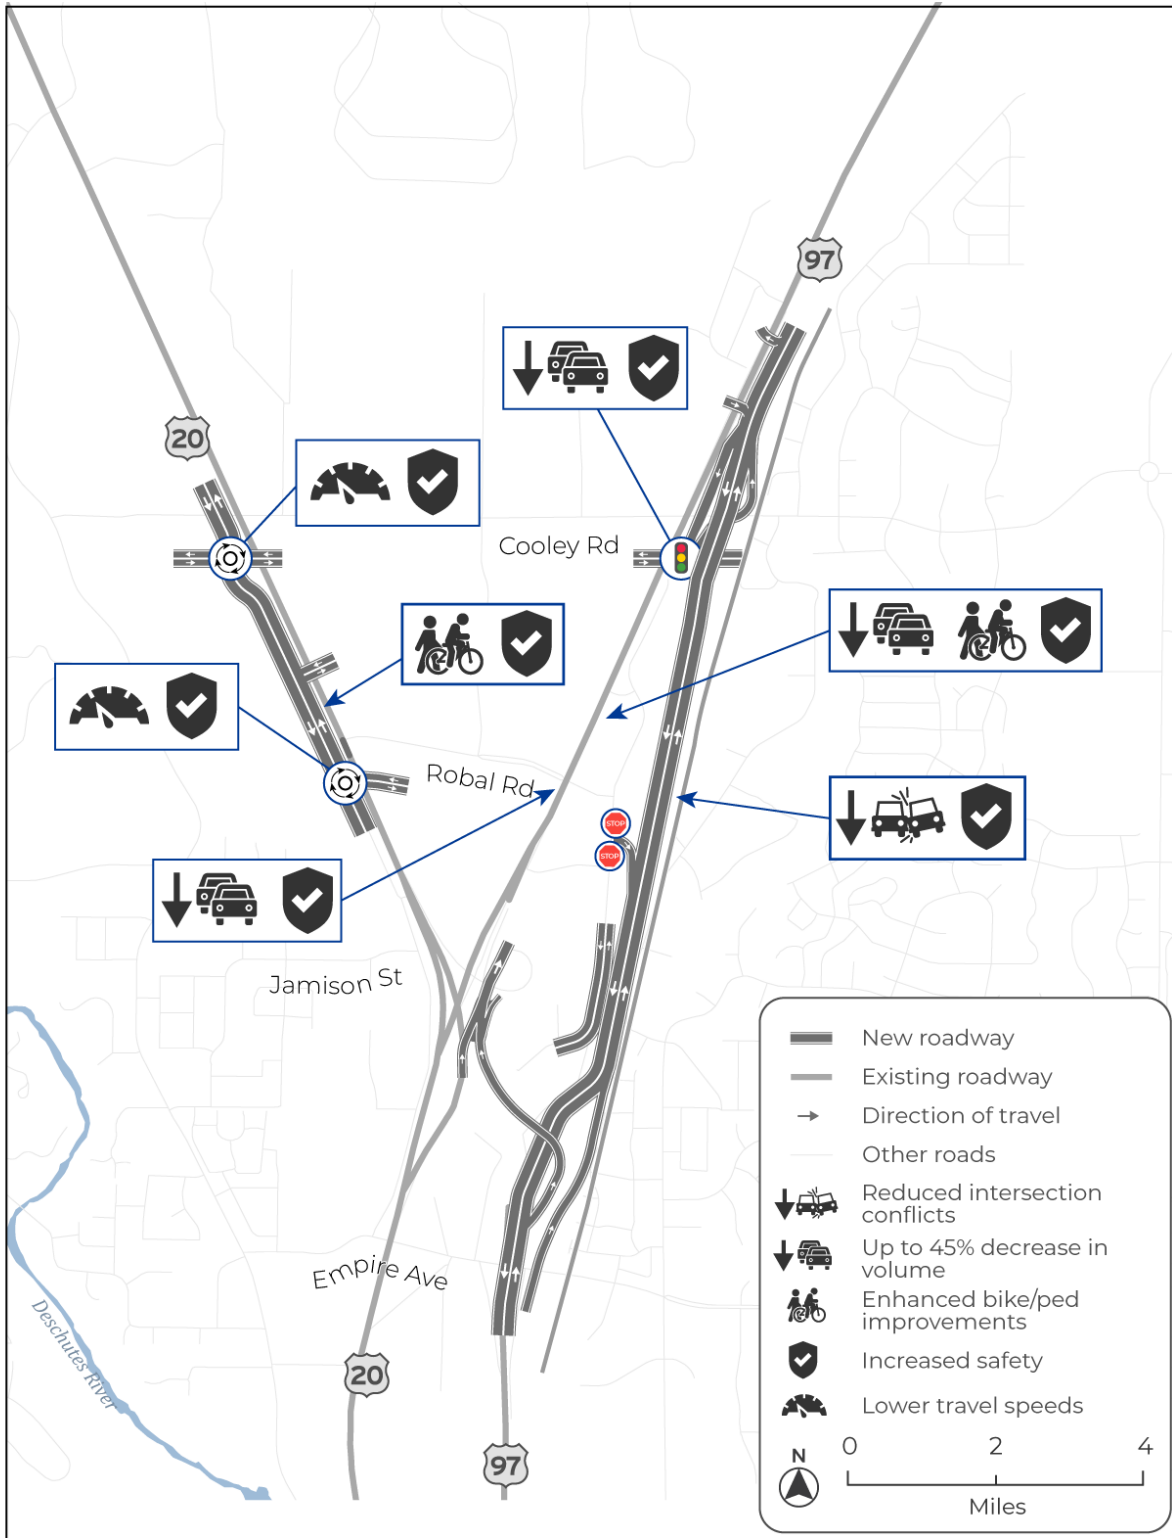 97
20
Cooley Rd
Robal Rd
STOP
STOP
Jamison St
Empire Ave
Deschutes River
20
97
New roadway
Existing roadway
Direction of travel
Other roads
Reduced intersection
conflicts
Up to 45% decrease in
volume
Enhanced bike/ped
improvements
Increased safety
Lower travel speeds
N
0 2 4
Miles